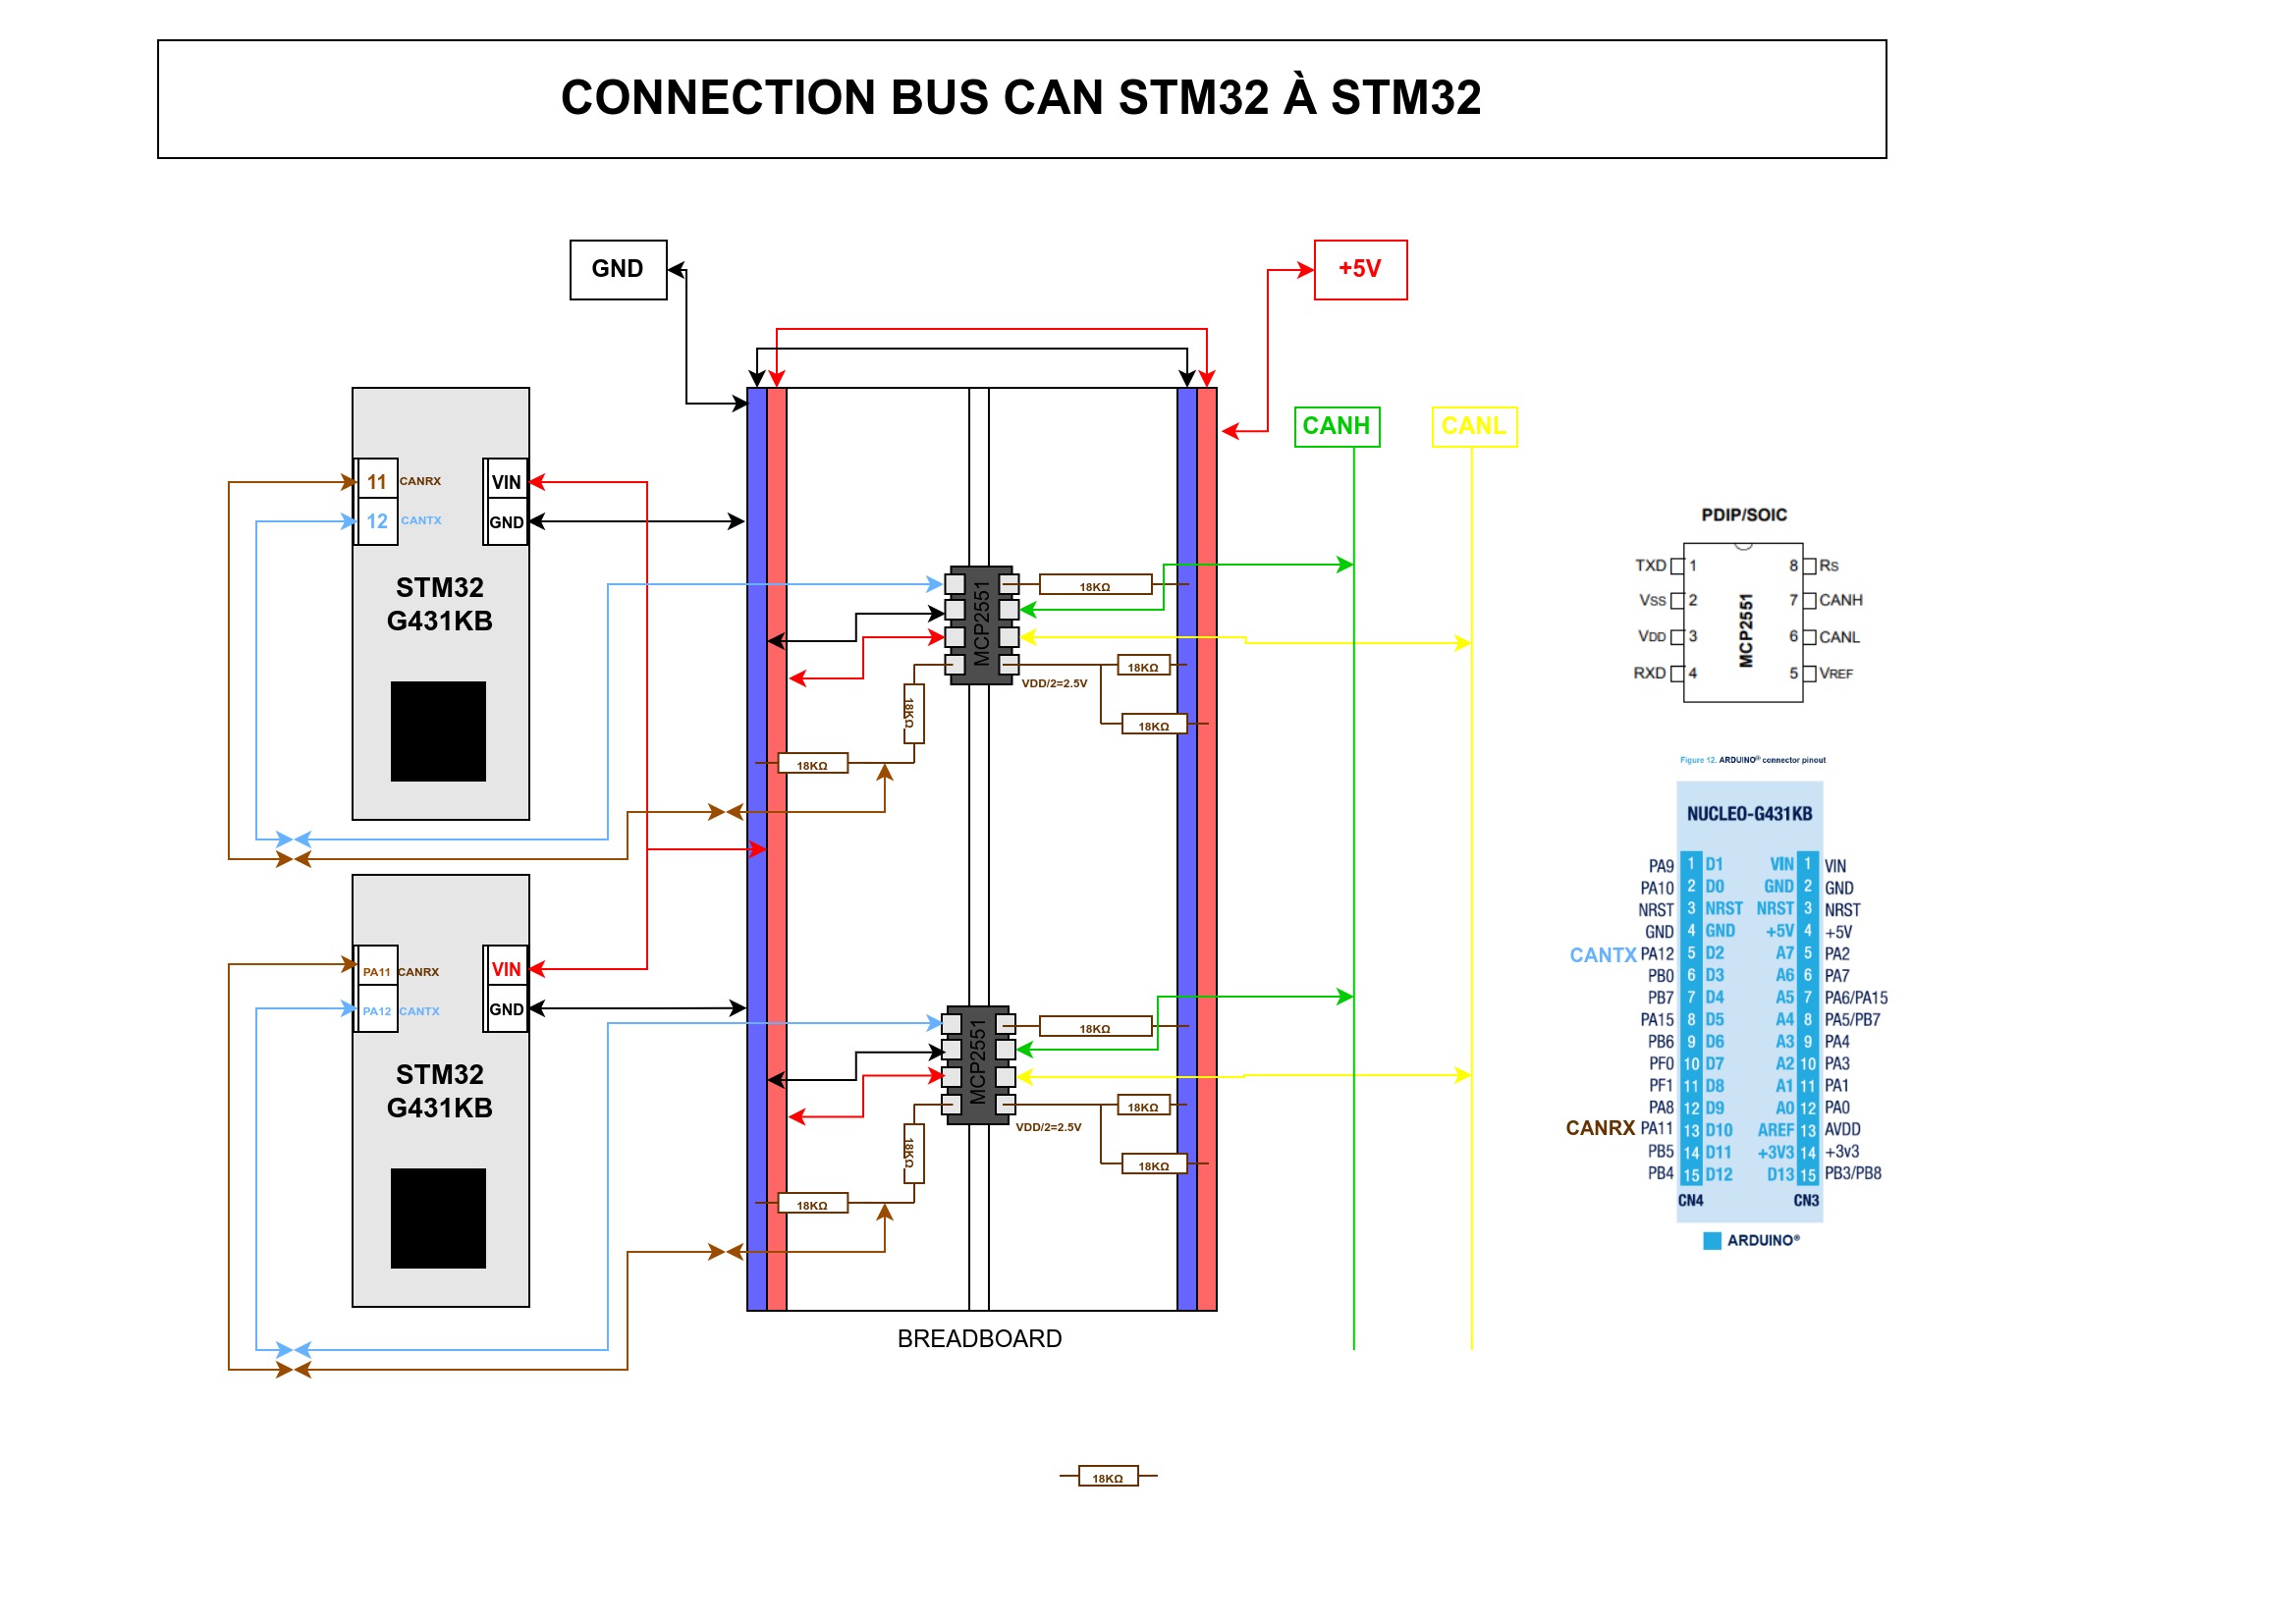 CONNECTION BUS CAN STM32 À STM32
GND
+5V
CANH
CANL
11 CANRX
12 CANTX
VIN
GND
STM32
G431KB
MCP2551
18KΩ
18KΩ
VDD/2=2.5V
18KΩ
18KΩ
18KΩ
PA11 CANRX
PA12 CANTX
VIN
GND
STM32
G431KB
MCP2551
18KΩ
18KΩ
VDD/2=2.5V
18KΩ
18KΩ
18KΩ
BREADBOARD
18KΩ
PDIP/SOIC
TXD 1 8 RS
VSS 2 7 CANH
VDD 3 6 CANL
RXD 4 5 VREF
MCP2551
Figure 12. ARDUINO® connector pinout
NUCLEO-G431KB
PA9 1 D1 VIN 1 VIN
PA10 2 D0 GND 2 GND
NRST 3 NRST NRST 3 NRST
GND 4 GND +5V 4 +5V
CANTX PA12 5 D2 A7 5 PA2
PB0 6 D3 A6 6 PA7
PB7 7 D4 A5 7 PA6/PA15
PA15 8 D5 A4 8 PA5/PB7
PB6 9 D6 A3 9 PA4
PF0 10 D7 A2 10 PA3
PF1 11 D8 A1 11 PA1
PA8 12 D9 A0 12 PA0
CANRX PA11 13 D10 AREF 13 AVDD
PB5 14 D11 +3V3 14 +3v3
PB4 15 D12 D13 15 PB3/PB8
CN4 CN3
ARDUINO®